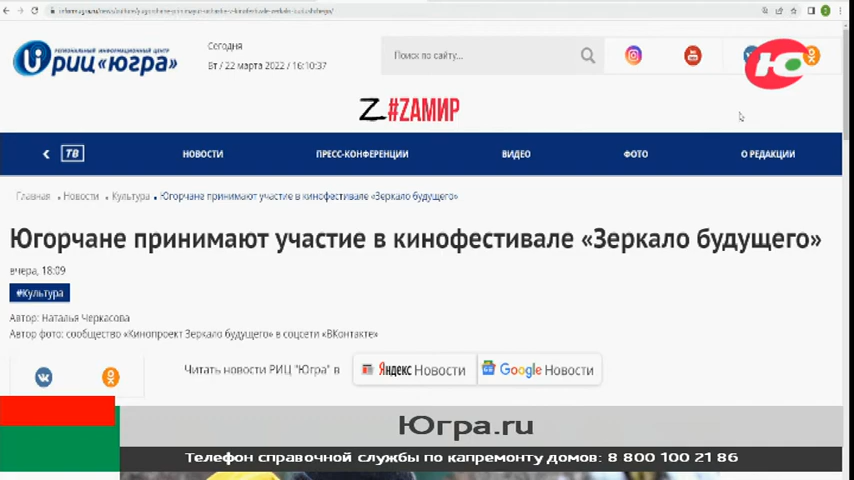 РЕГИОНАЛЬНЫЙ ИНФОРМАЦИОННЫЙ ЦЕНТР
РИЦ «ЮГРА»
Сегодня
Вт / 22 марта 2022 / 16:10:37
Поиск по сайту...
Ю
Z #ZАМИР
ТВ
НОВОСТИ
ПРЕСС-КОНФЕРЕНЦИИ
ВИДЕО
ФОТО
О РЕДАКЦИИ
Главная • Новости • Культура • Югорчане принимают участие в кинофестивале «Зеркало будущего»
Югорчане принимают участие в кинофестивале «Зеркало будущего»
вчера, 18:09
#Культура
Автор: Наталья Черкасова
Автор фото: сообщество «Кинопроект Зеркало будущего» в соцсети «ВКонтакте»
Читать новости РИЦ "Югра" в
Яндекс Новости
Google Новости
Югра.ru
Телефон справочной службы по капремонту домов: 8 800 100 21 86